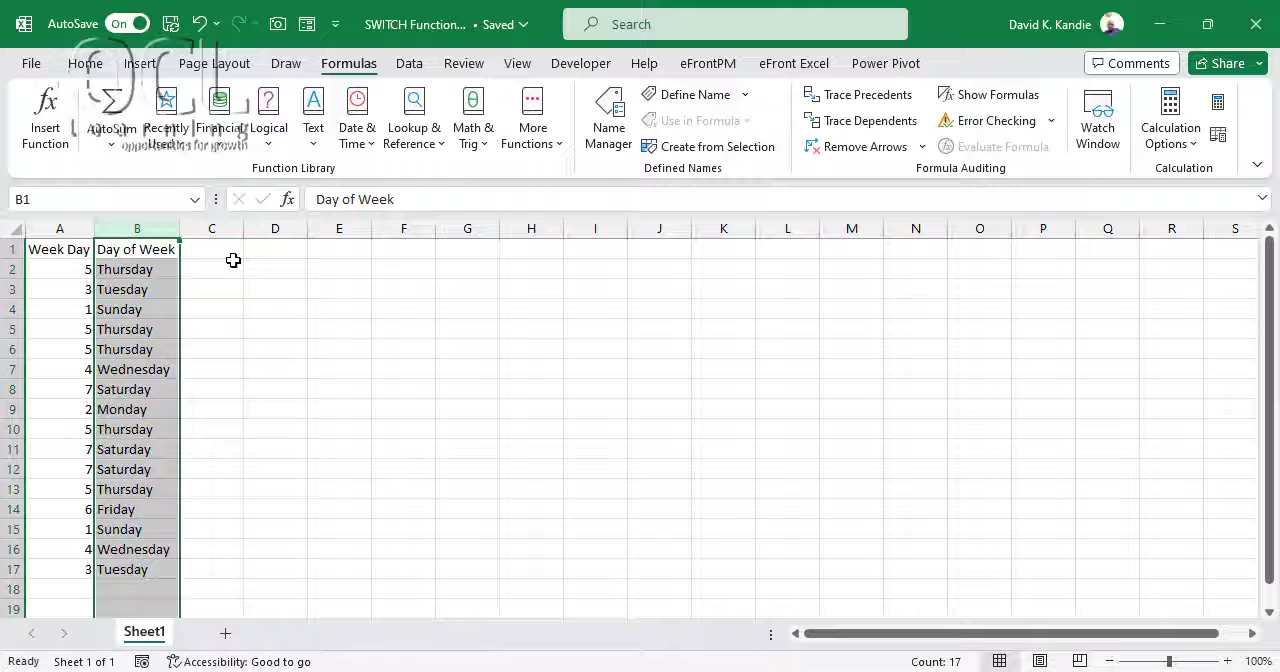 AutoSave On SWITCH Function... • Saved Search David K. Kandie
File Home Insert Page Layout Draw Formulas Data Review View Developer Help eFrontPM eFront Excel Power Pivot Comments Share
OCL
opportunities for growth
fx Insert Function
AutoSum
Recently Used
Financial
Logical
Text
Date & Time
Lookup & Reference
Math & Trig
More Functions
Function Library
Name Manager
Define Name
Use in Formula
Create from Selection
Defined Names
Trace Precedents
Trace Dependents
Remove Arrows
Show Formulas
Error Checking
Evaluate Formula
Formula Auditing
Watch Window
Calculation Options
Calculation
B1 fx Day of Week
A B C D E F G H I J K L M N O P Q R S
1 Week Day Day of Week
2 5 Thursday
3 3 Tuesday
4 1 Sunday
5 5 Thursday
6 5 Thursday
7 4 Wednesday
8 7 Saturday
9 2 Monday
10 5 Thursday
11 7 Saturday
12 7 Saturday
13 5 Thursday
14 6 Friday
15 1 Sunday
16 4 Wednesday
17 3 Tuesday
18
19
Sheet1
Ready Sheet 1 of 1 Accessibility: Good to go Count: 17 100%